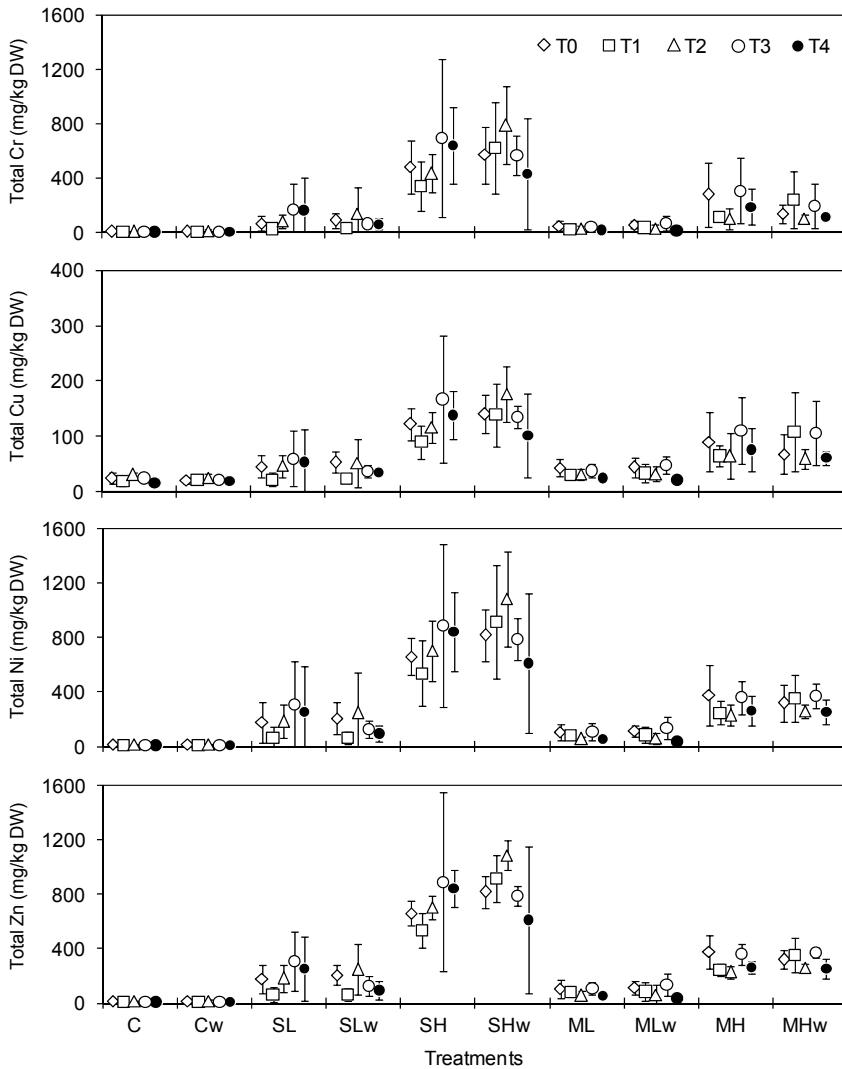 Total Cr (mg/kg DW)
1600
1200
800
400
0
T0 T1 T2 T3 T4
Total Cu (mg/kg DW)
400
300
200
100
0
Total Ni (mg/kg DW)
1600
1200
800
400
0
Total Zn (mg/kg DW)
1600
1200
800
400
0
C Cw SL SLw SH SHw ML MLw MH MHw
Treatments